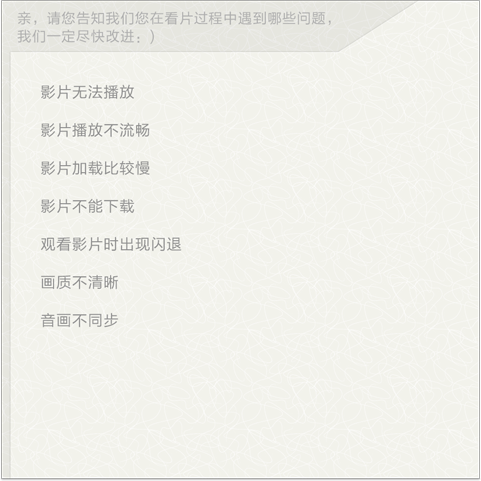 亲，请您告知我们您在看片过程中遇到哪些问题，
我们一定尽快改进：)
影片无法播放
影片播放不流畅
影片加载比较慢
影片不能下载
观看影片时出现闪退
画质不清晰
音画不同步